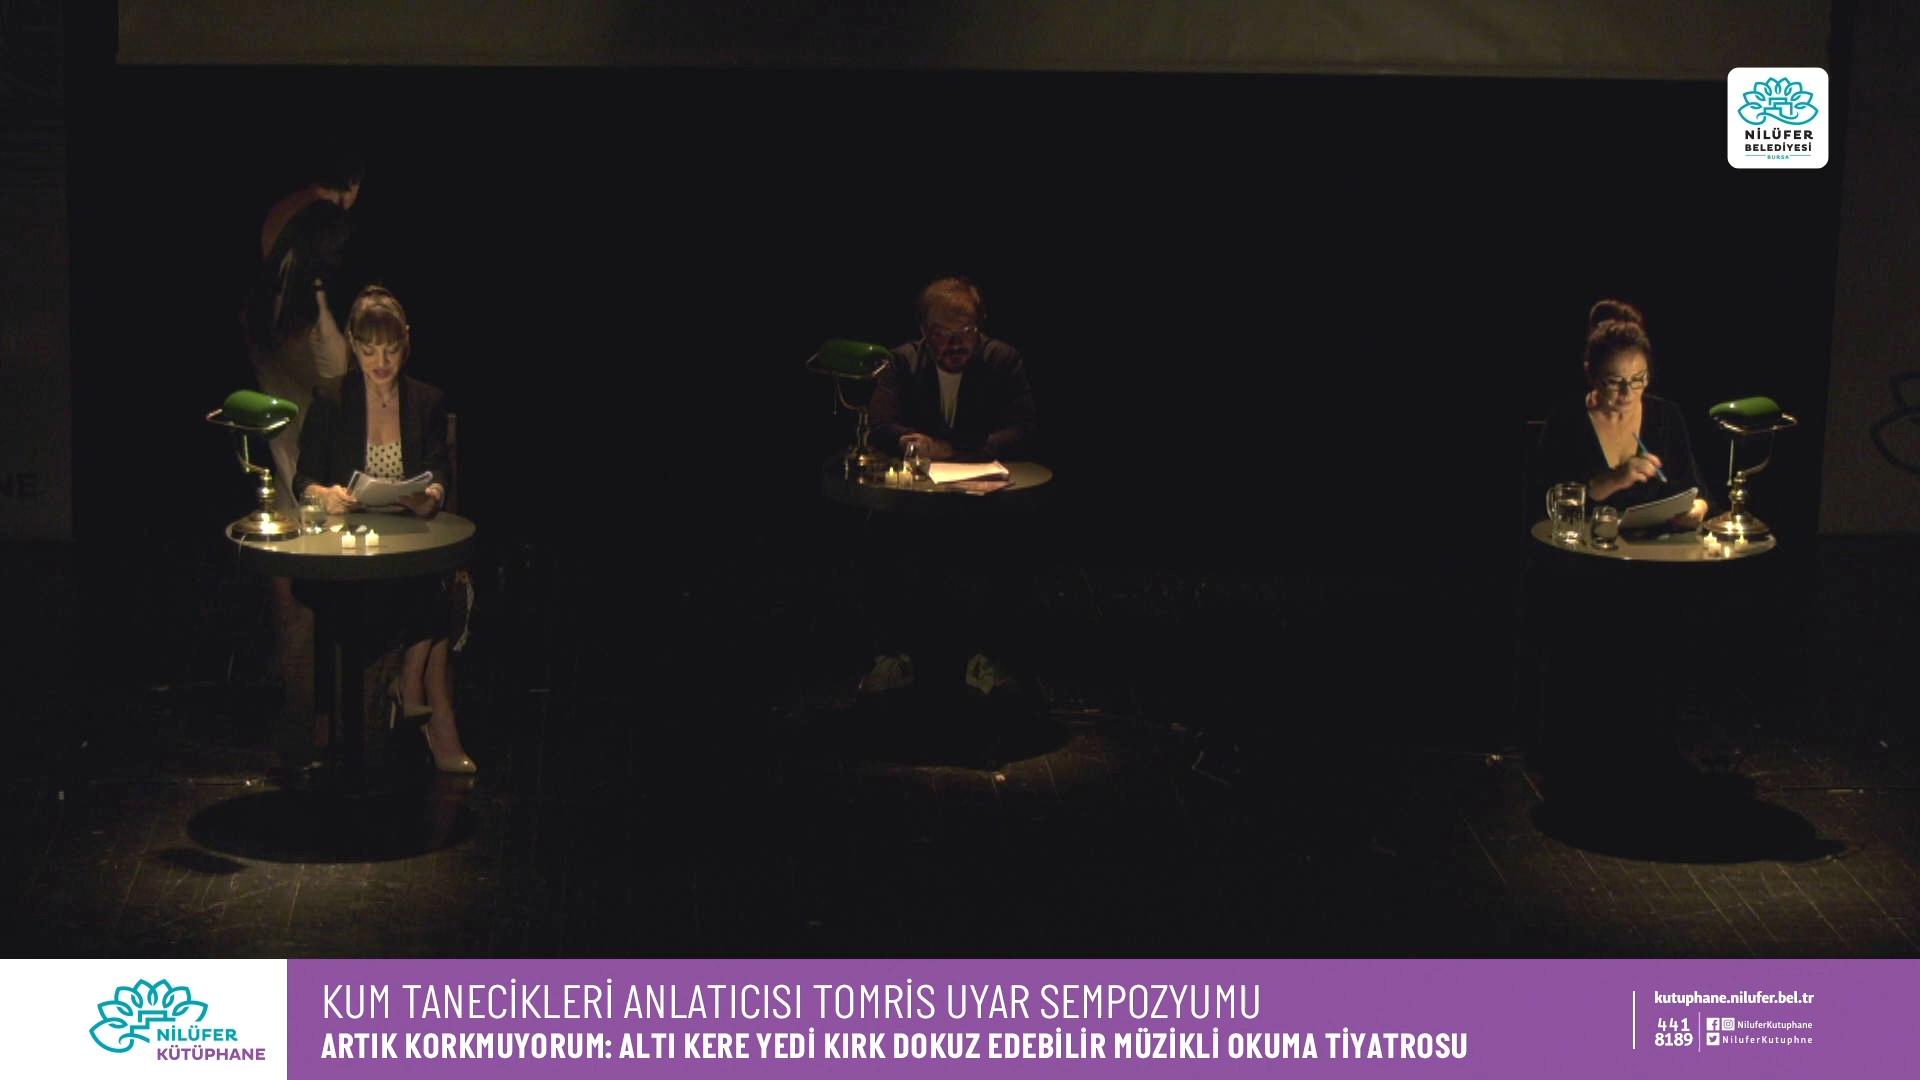 NİLÜFER
BELEDİYESİ
BURSA
NE
KUM TANECİKLERİ ANLATICISI TOMRİS UYAR SEMPOZYUMU
ARTIK KORKMUYORUM: ALTI KERE YEDİ KIRK DOKUZ EDEBİLİR MÜZİKLİ OKUMA TİYATROSU
NİLÜFER
KÜTÜPHANE
kutuphane.nilufer.bel.tr
441
8189
NiluferKutuphane
NiluferKutuphne